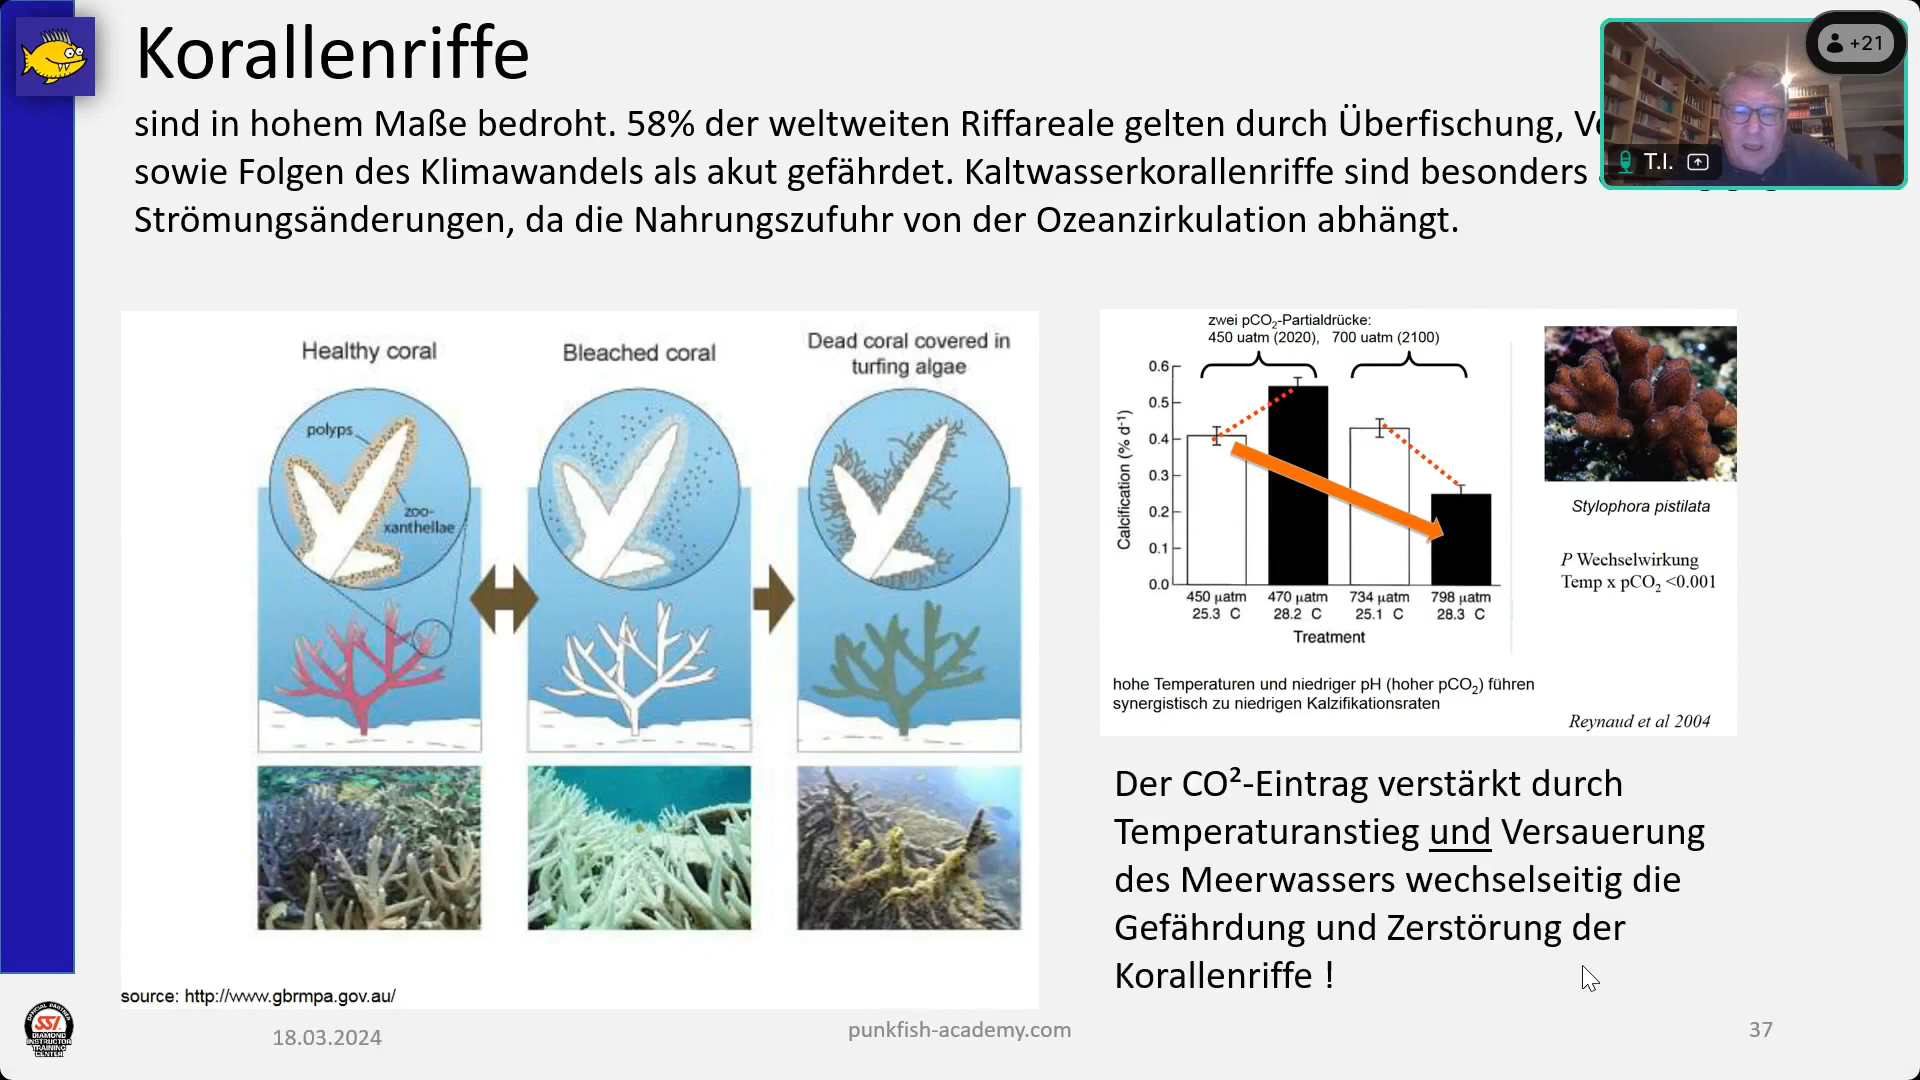 Korallenriffe
sind in hohem Maße bedroht. 58% der weltweiten Riffareale gelten durch Überfischung,
sowie Folgen des Klimawandels als akut gefährdet. Kaltwasserkorallenriffe sind besonders
Strömungsänderungen, da die Nahrungszufuhr von der Ozeanzirkulation abhängt.
+21
T.I.
Healthy coral
Bleached coral
Dead coral covered in
turfing algae
polyps
zoo-
xanthellae
source: http://www.gbrmpa.gov.au/
zwei pCO₂-Partialdrücke:
450 uatm (2020), 700 uatm (2100)
Calcification (% d⁻¹)
0.6
0.5
0.4
0.3
0.2
0.1
0.0
450 µatm 470 µatm 734 µatm 798 µatm
25.3 C 28.2 C 25.1 C 28.3 C
Treatment
Stylophora pistilata
P Wechselwirkung
Temp x pCO₂ <0.001
hohe Temperaturen und niedriger pH (hoher pCO₂) führen
synergistisch zu niedrigen Kalzifikationsraten
Reynaud et al 2004
Der CO²-Eintrag verstärkt durch
Temperaturanstieg und Versauerung
des Meerwassers wechselseitig die
Gefährdung und Zerstörung der
Korallenriffe !
SSI
DIAMOND
INSTRUCTOR
TRAINING
CENTER
18.03.2024
punkfish-academy.com
37